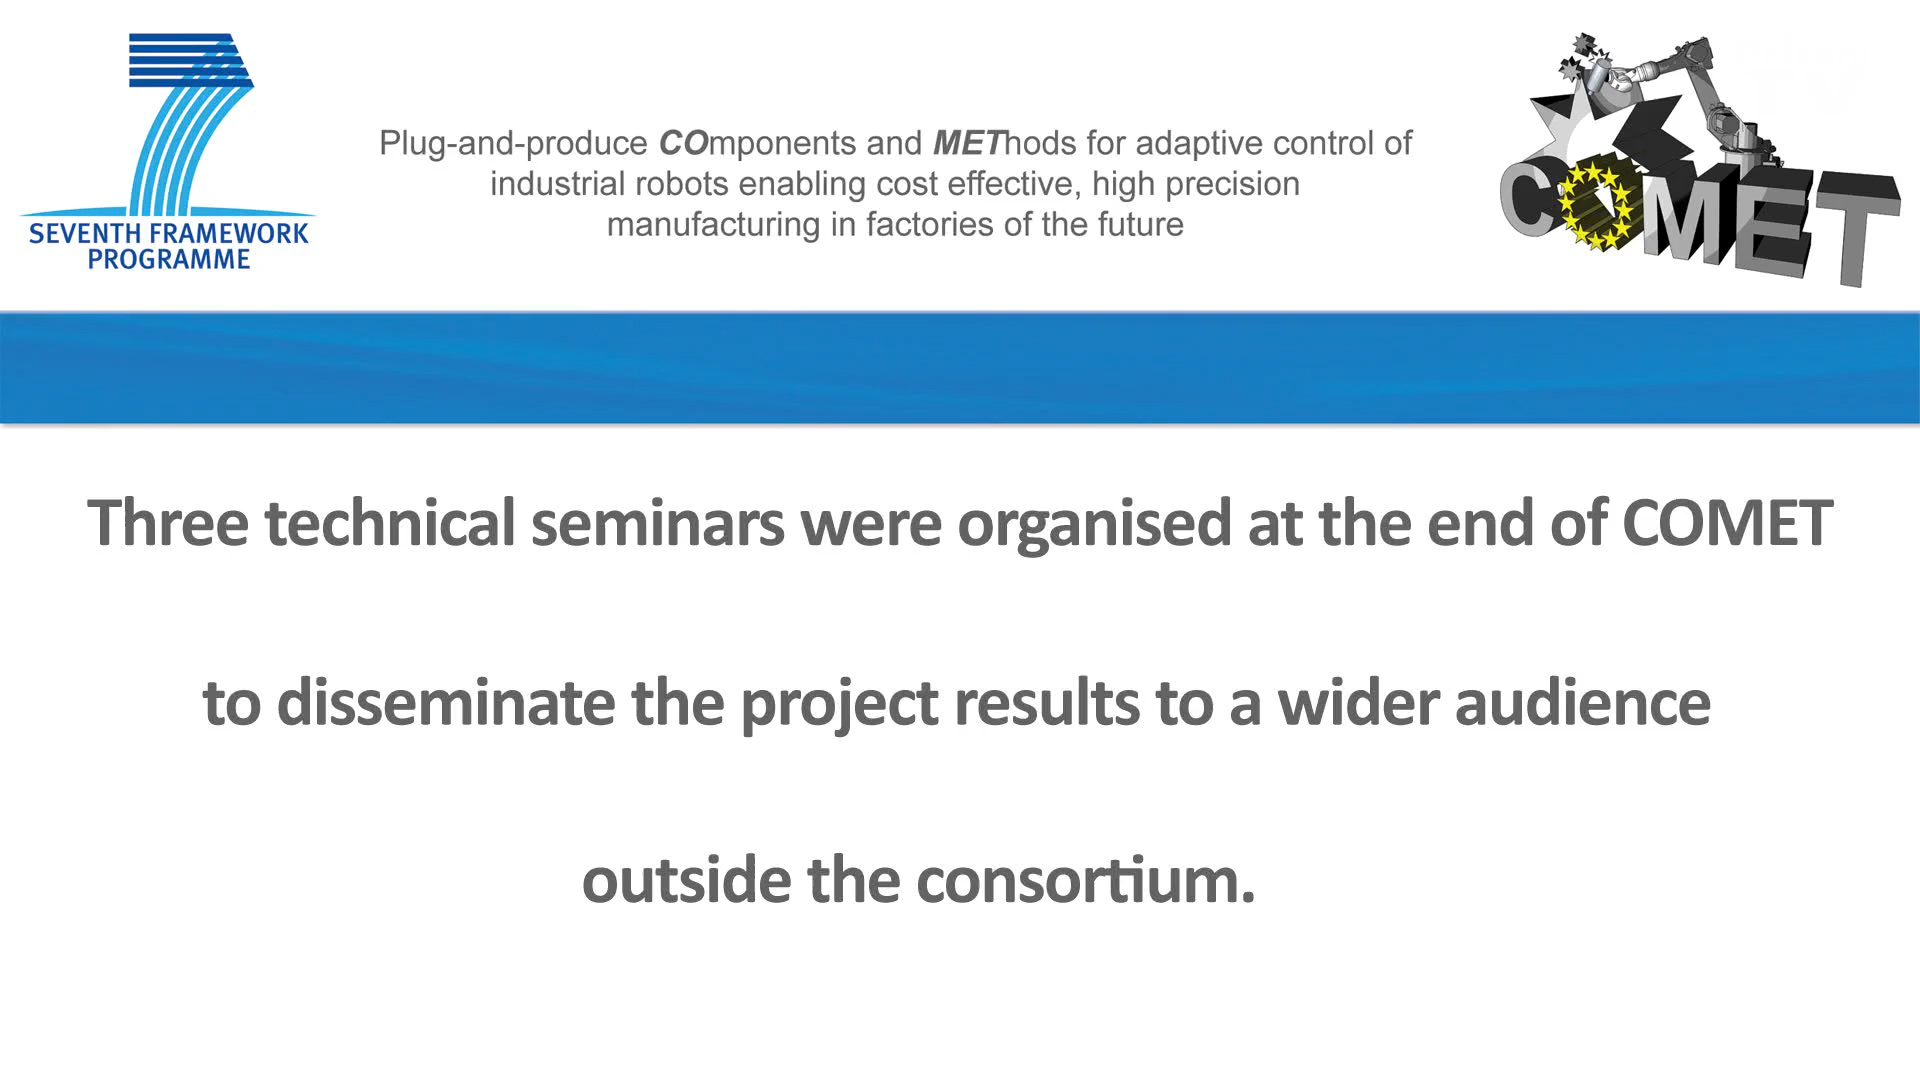 SEVENTH FRAMEWORK
PROGRAMME
Plug-and-produce COmponents and METhods for adaptive control of
industrial robots enabling cost effective, high precision
manufacturing in factories of the future
COMET
Three technical seminars were organised at the end of COMET
to disseminate the project results to a wider audience
outside the consortium.